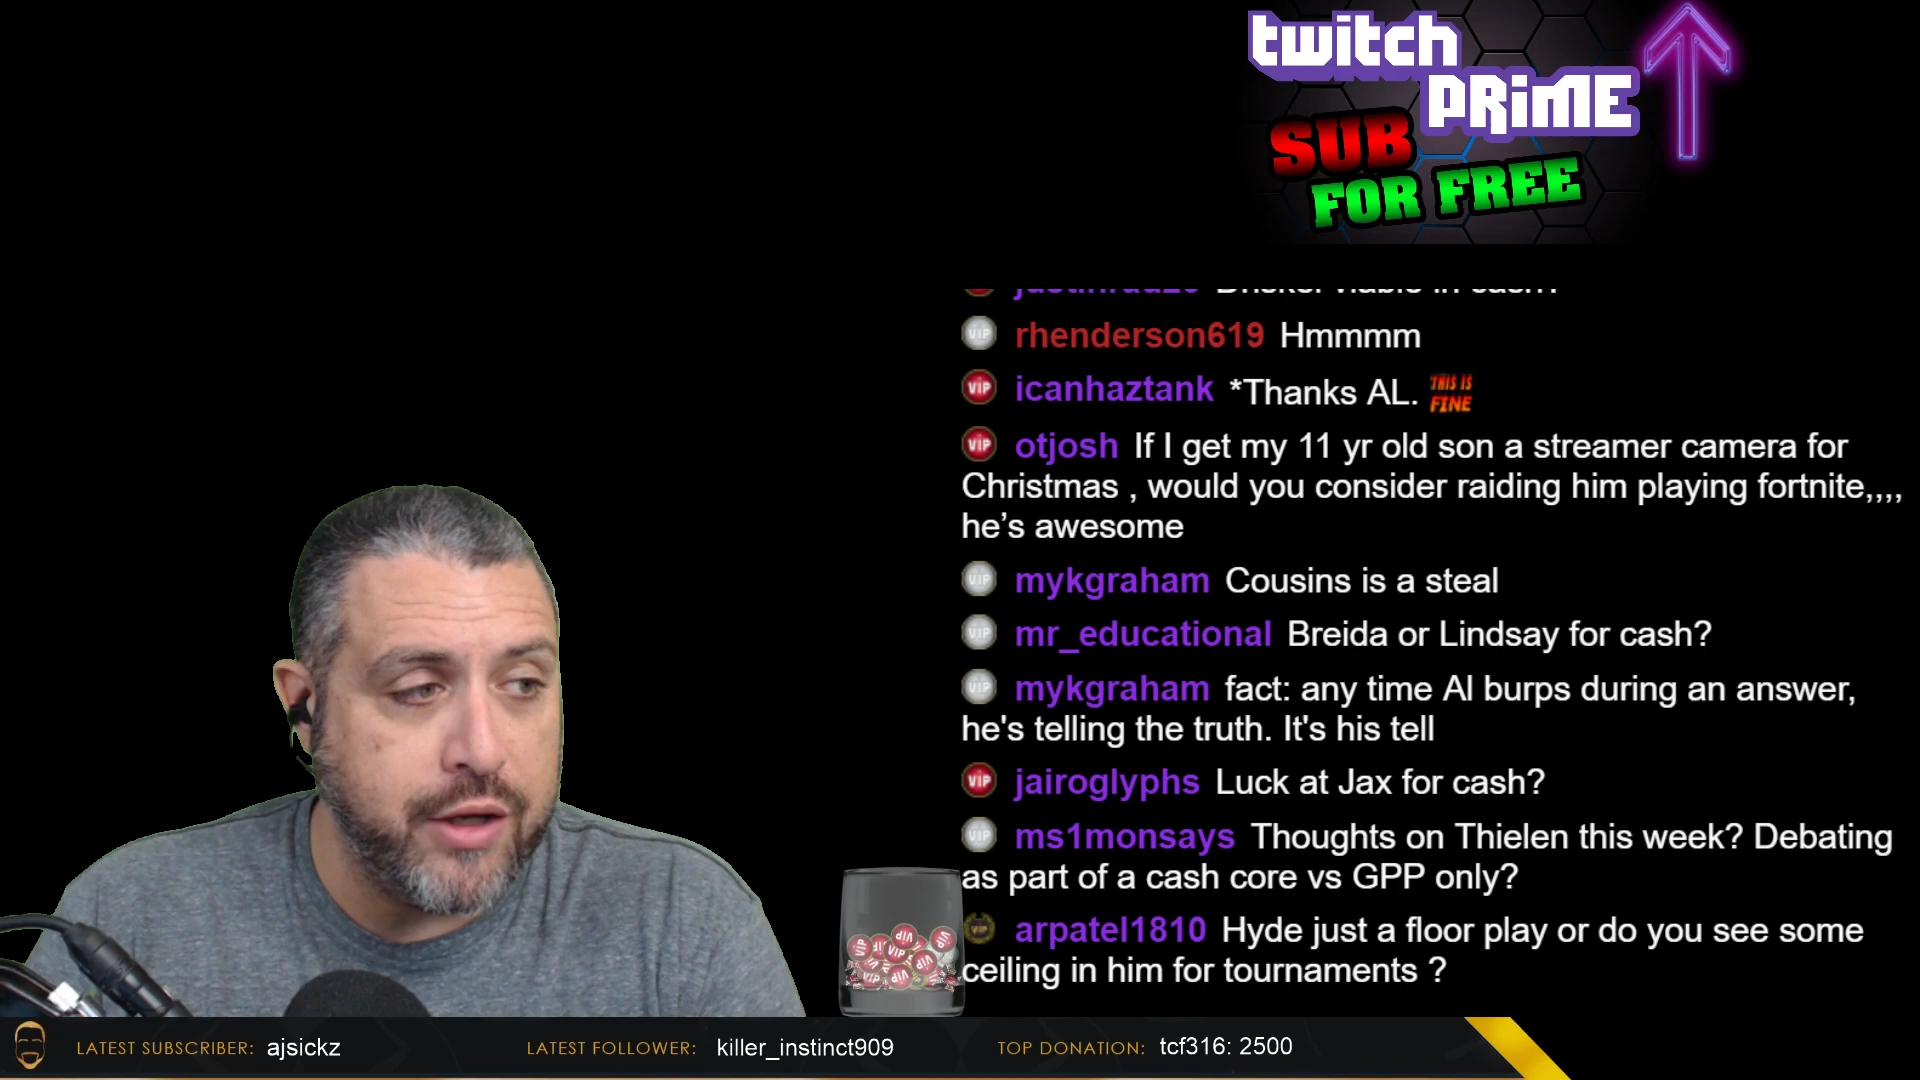 twitch
PRiME
SUB
FOR FREE
rhenderson619 Hmmmm
icanhaztank *Thanks AL. THIS IS FINE
otjosh If I get my 11 yr old son a streamer camera for
Christmas , would you consider raiding him playing fortnite,,,,
he’s awesome
mykgraham Cousins is a steal
mr_educational Breida or Lindsay for cash?
mykgraham fact: any time Al burps during an answer,
he's telling the truth. It's his tell
jairoglyphs Luck at Jax for cash?
ms1monsays Thoughts on Thielen this week? Debating
as part of a cash core vs GPP only?
arpatel1810 Hyde just a floor play or do you see some
ceiling in him for tournaments ?
LATEST SUBSCRIBER: ajsickz LATEST FOLLOWER: killer_instinct909 TOP DONATION: tcf316: 2500